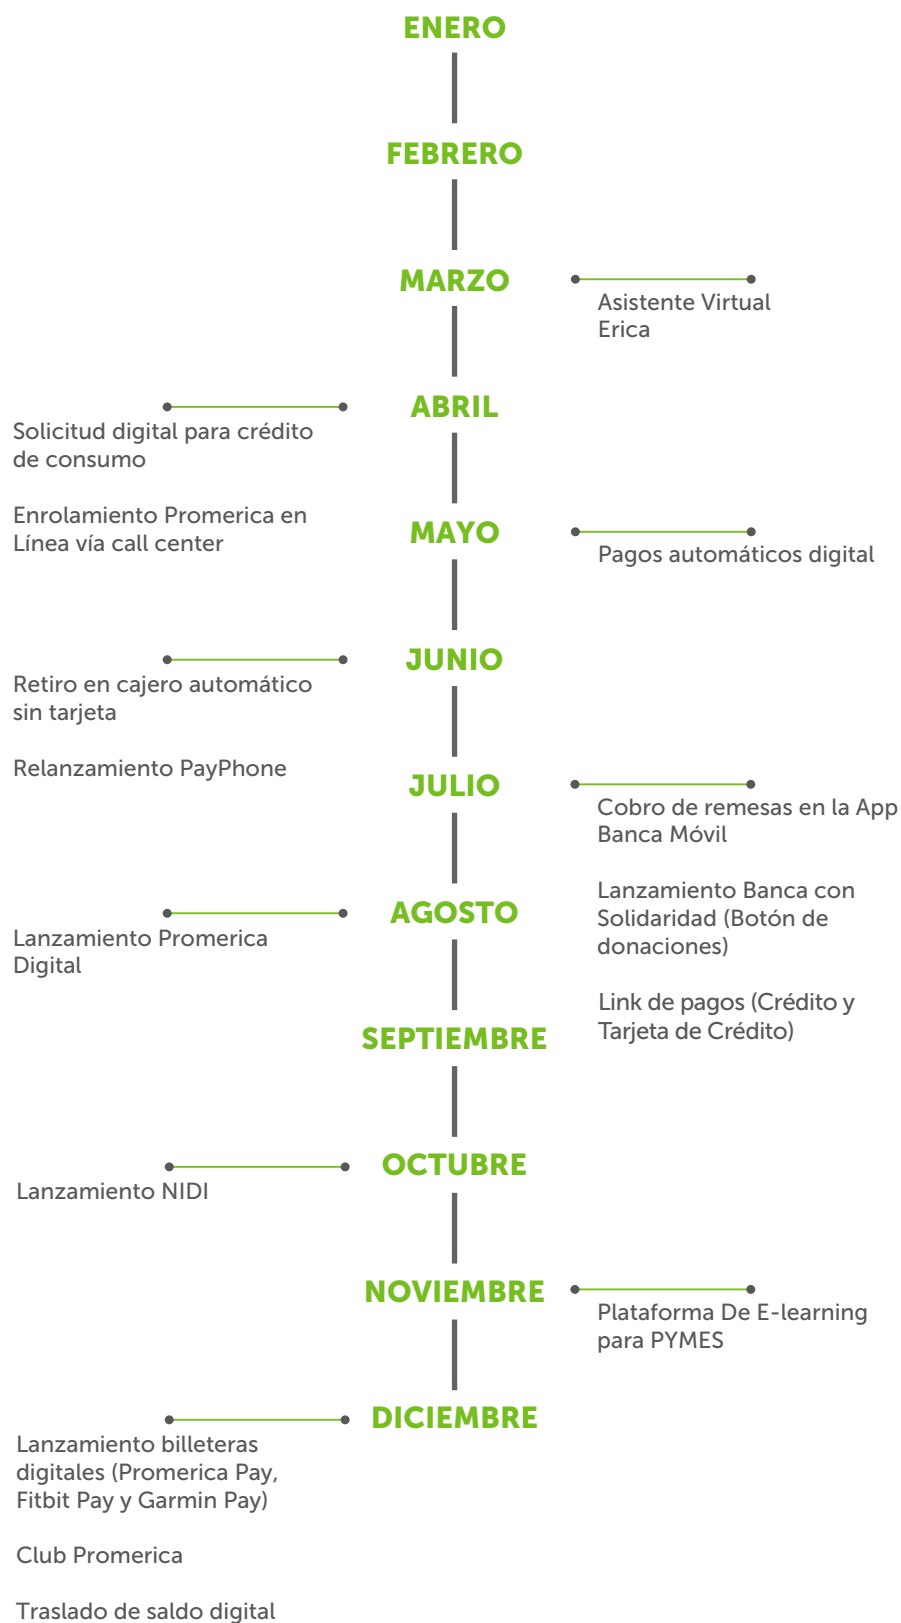 ENERO
FEBRERO
MARZO
Asistente Virtual
Erica
ABRIL
Solicitud digital para crédito
de consumo
Enrolamiento Promerica en
Línea vía call center
MAYO
Pagos automáticos digital
JUNIO
Retiro en cajero automático
sin tarjeta
Relanzamiento PayPhone
JULIO
Cobro de remesas en la App
Banca Móvil
Lanzamiento Banca con
Solidaridad (Botón de
donaciones)
Link de pagos (Crédito y
Tarjeta de Crédito)
AGOSTO
Lanzamiento Promerica
Digital
SEPTIEMBRE
OCTUBRE
Lanzamiento NIDI
NOVIEMBRE
Plataforma De E-learning
para PYMES
DICIEMBRE
Lanzamiento billeteras
digitales (Promerica Pay,
Fitbit Pay y Garmin Pay)
Club Promerica
Traslado de saldo digital